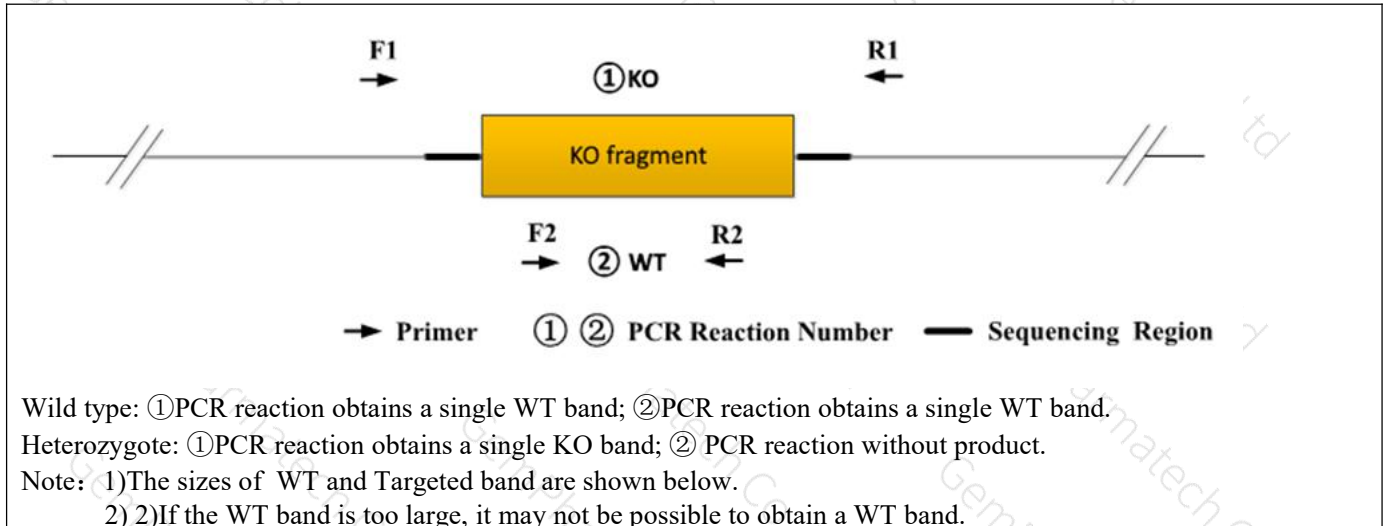 F1 R1
①KO
KO fragment
F2 R2
② WT
Primer ① ② PCR Reaction Number Sequencing Region
Wild type: ①PCR reaction obtains a single WT band; ②PCR reaction obtains a single WT band.
Heterozygote: ①PCR reaction obtains a single KO band; ② PCR reaction without product.
Note：1)The sizes of WT and Targeted band are shown below.
2) 2)If the WT band is too large, it may not be possible to obtain a WT band.